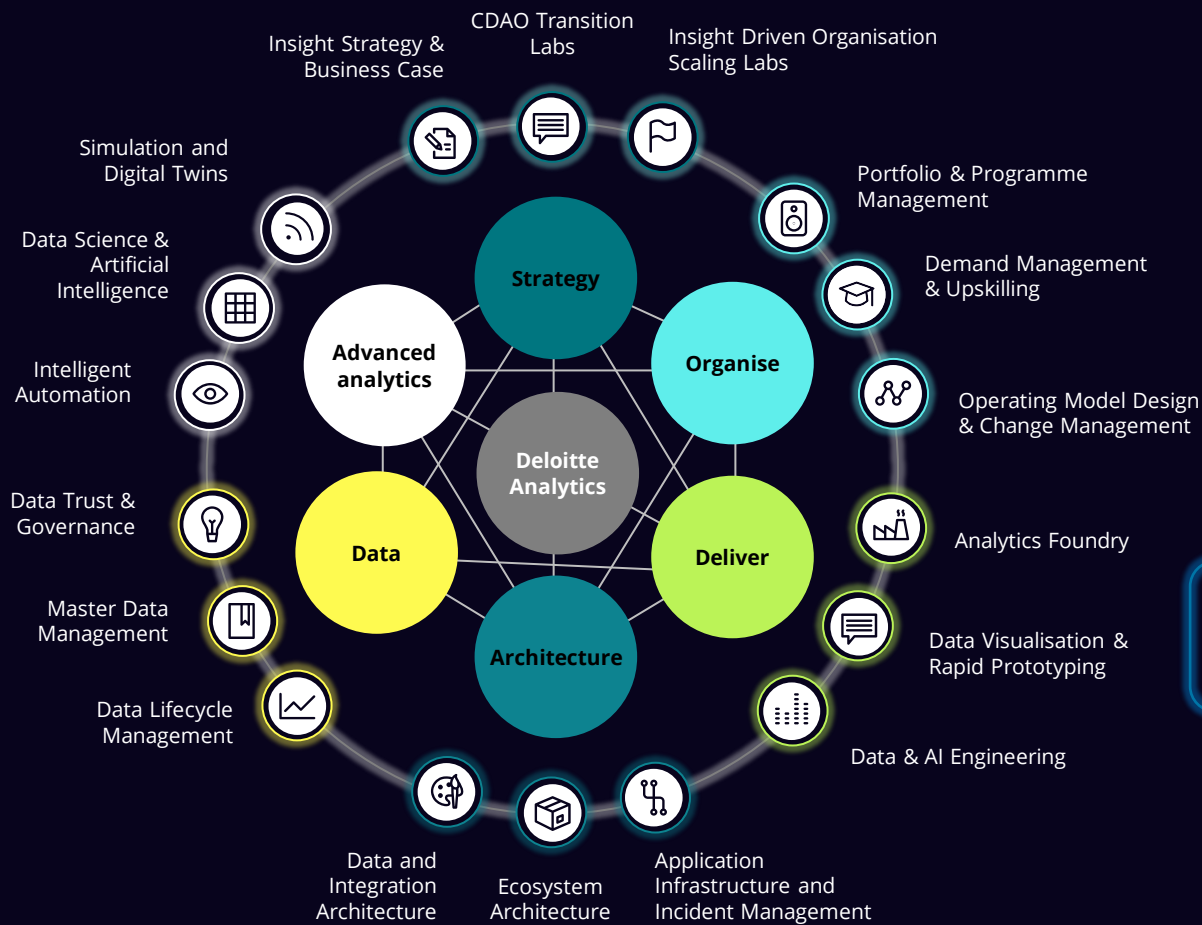 CDAO Transition
Labs
Insight Strategy &
Business Case
Insight Driven Organisation
Scaling Labs
Simulation and
Digital Twins
Portfolio & Programme
Management
Data Science &
Artificial
Intelligence
Demand Management
& Upskilling
Strategy
Advanced
analytics
Organise
Intelligent
Automation
Operating Model Design
& Change Management
Deloitte
Analytics
Data Trust &
Governance
Analytics Foundry
Data
Deliver
Master Data
Management
Data Visualisation &
Rapid Prototyping
Architecture
Data Lifecycle
Management
Data & AI Engineering
Data and
Integration
Architecture
Ecosystem
Architecture
Application
Infrastructure and
Incident Management